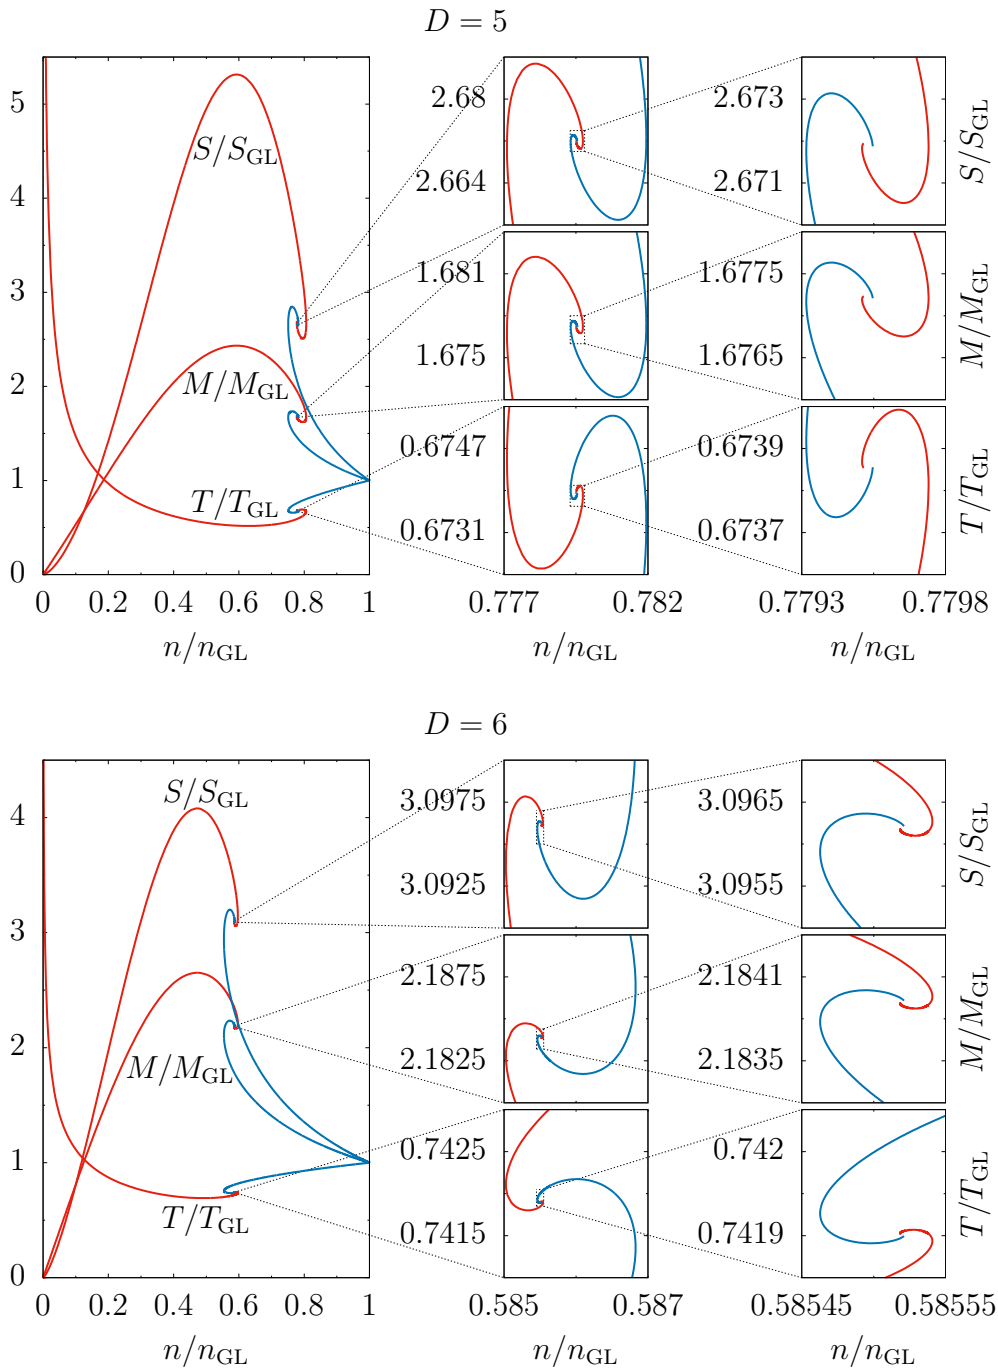 D = 5
5
4
3
2
1
0
S/S_GL
M/M_GL
T/T_GL
0 0.2 0.4 0.6 0.8 1
n/n_GL
2.68
2.664
1.681
1.675
0.6747
0.6731
0.777 0.782
n/n_GL
2.673
2.671
1.6775
1.6765
0.6739
0.6737
0.7793 0.7798
n/n_GL
S/S_GL
M/M_GL
T/T_GL
D = 6
4
3
2
1
0
S/S_GL
M/M_GL
T/T_GL
0 0.2 0.4 0.6 0.8 1
n/n_GL
3.0975
3.0925
2.1875
2.1825
0.7425
0.7415
0.585 0.587
n/n_GL
3.0965
3.0955
2.1841
2.1835
0.742
0.7419
0.58545 0.58555
n/n_GL
S/S_GL
M/M_GL
T/T_GL